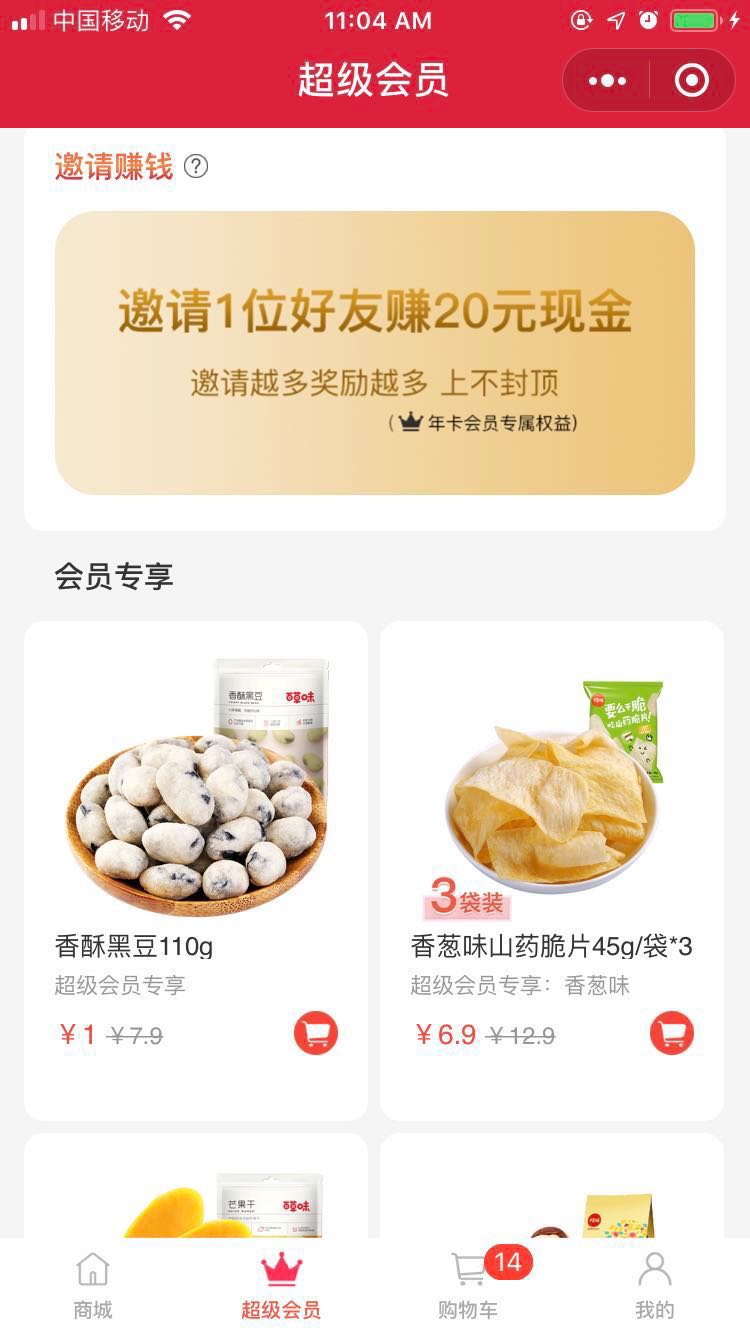 中国移动
11:04 AM
超级会员
邀请赚钱 ?
邀请1位好友赚20元现金
邀请越多奖励越多 上不封顶
(年卡会员专属权益)
会员专享
香酥黑豆
百草味
要么干脆
吃山药脆片!
3袋装
香酥黑豆110g
超级会员专享
￥1 ￥7.9
香葱味山药脆片45g/袋*3
超级会员专享：香葱味
￥6.9 ￥12.9
芒果干
百草味
商城
超级会员
购物车
14
我的